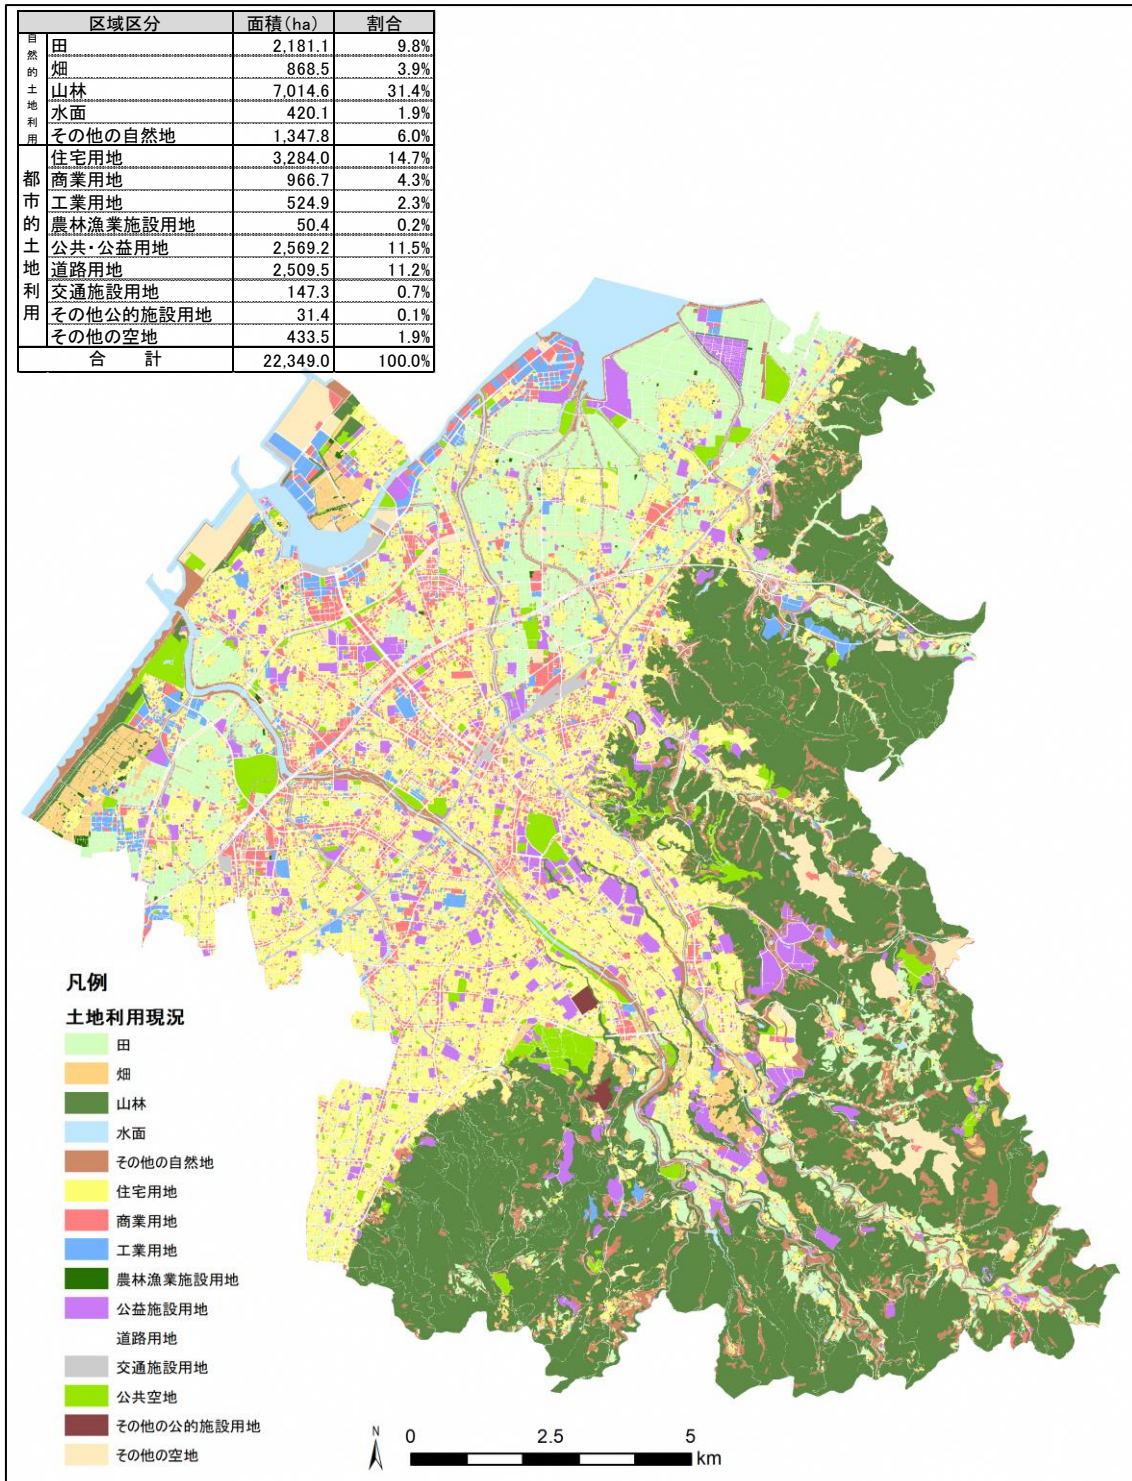 区域区分 面積(ha) 割合
自然的土地利用
田 2,181.1 9.8%
畑 868.5 3.9%
山林 7,014.6 31.4%
水面 420.1 1.9%
その他の自然地 1,347.8 6.0%
都市的土地利用
住宅用地 3,284.0 14.7%
商業用地 966.7 4.3%
工業用地 524.9 2.3%
農林漁業施設用地 50.4 0.2%
公共・公益用地 2,569.2 11.5%
道路用地 2,509.5 11.2%
交通施設用地 147.3 0.7%
その他公的施設用地 31.4 0.1%
その他の空地 433.5 1.9%
合 計 22,349.0 100.0%
凡例
土地利用現況
田
畑
山林
水面
その他の自然地
住宅用地
商業用地
工業用地
農林漁業施設用地
公益施設用地
道路用地
交通施設用地
公共空地
その他の公的施設用地
その他の空地
N
0 2.5 5
km